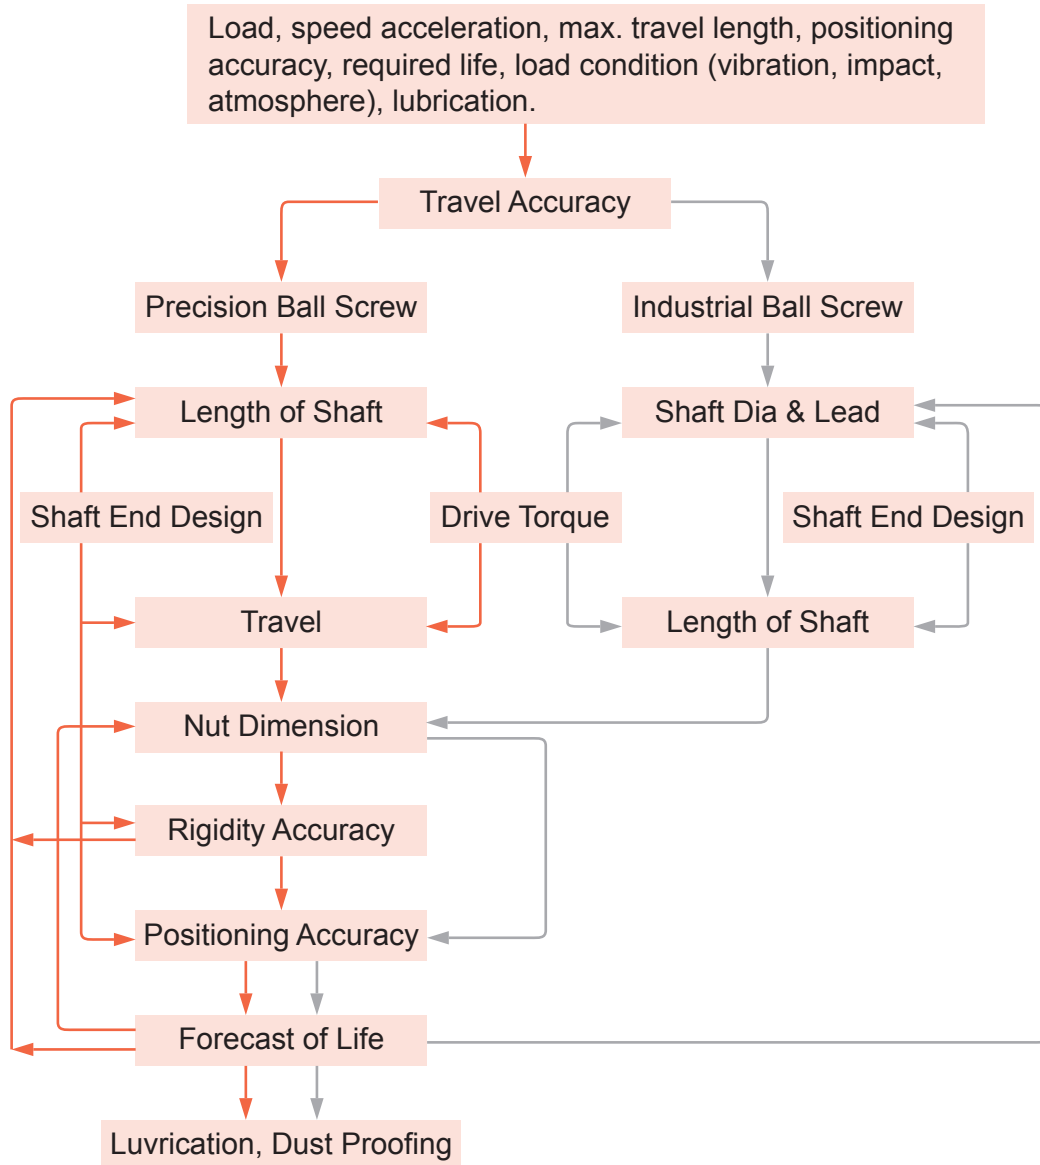 Load, speed acceleration, max. travel length, positioning
accuracy, required life, load condition (vibration, impact,
atmosphere), lubrication.
Travel Accuracy
Precision Ball Screw
Industrial Ball Screw
Length of Shaft
Shaft Dia & Lead
Shaft End Design
Drive Torque
Shaft End Design
Travel
Length of Shaft
Nut Dimension
Rigidity Accuracy
Positioning Accuracy
Forecast of Life
Luvrication, Dust Proofing